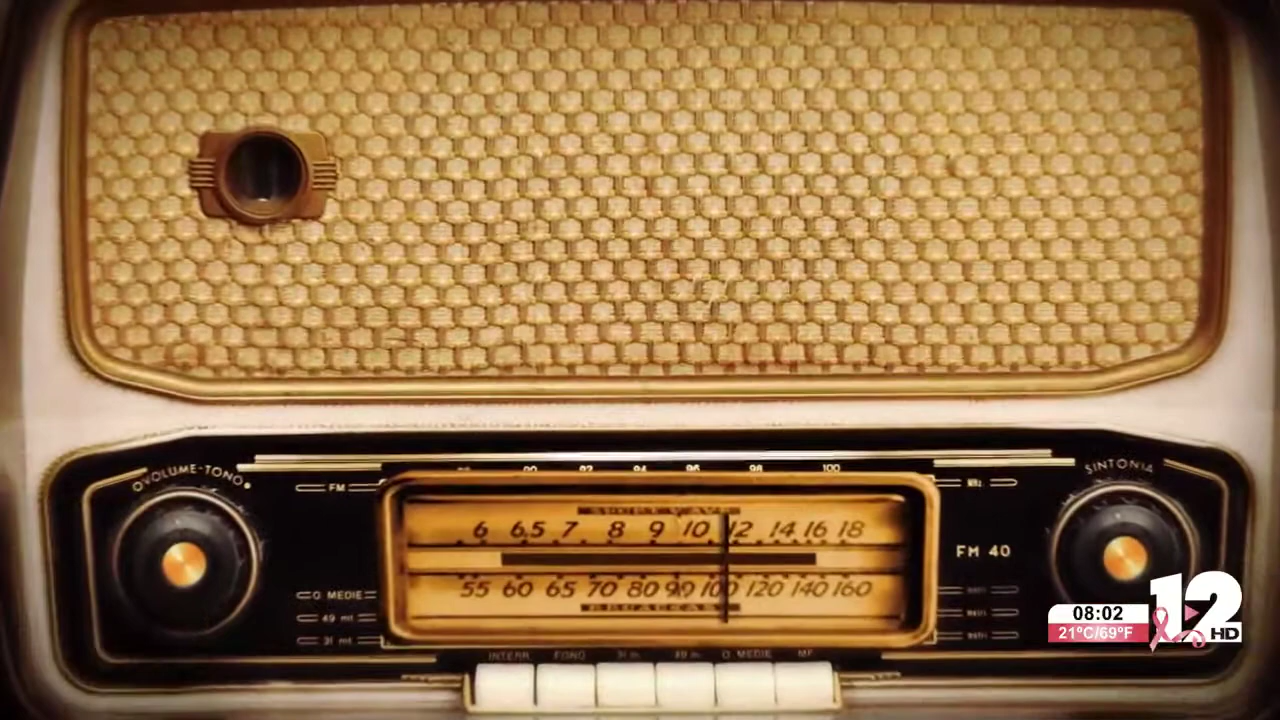 VOLUME-TONO
SINTONIA
90 92 94 96 98 100
FM
SHORT WAVE
6 6.5 7 8 9 10 12 14 16 18
FM 40
55 60 65 70 80 90 100 120 140 160
O MEDIE
49 mt
31 mt
INTERR. FONO 31 m. 49 m. O. MEDIE MF
08:02
21°C/69°F
12
HD